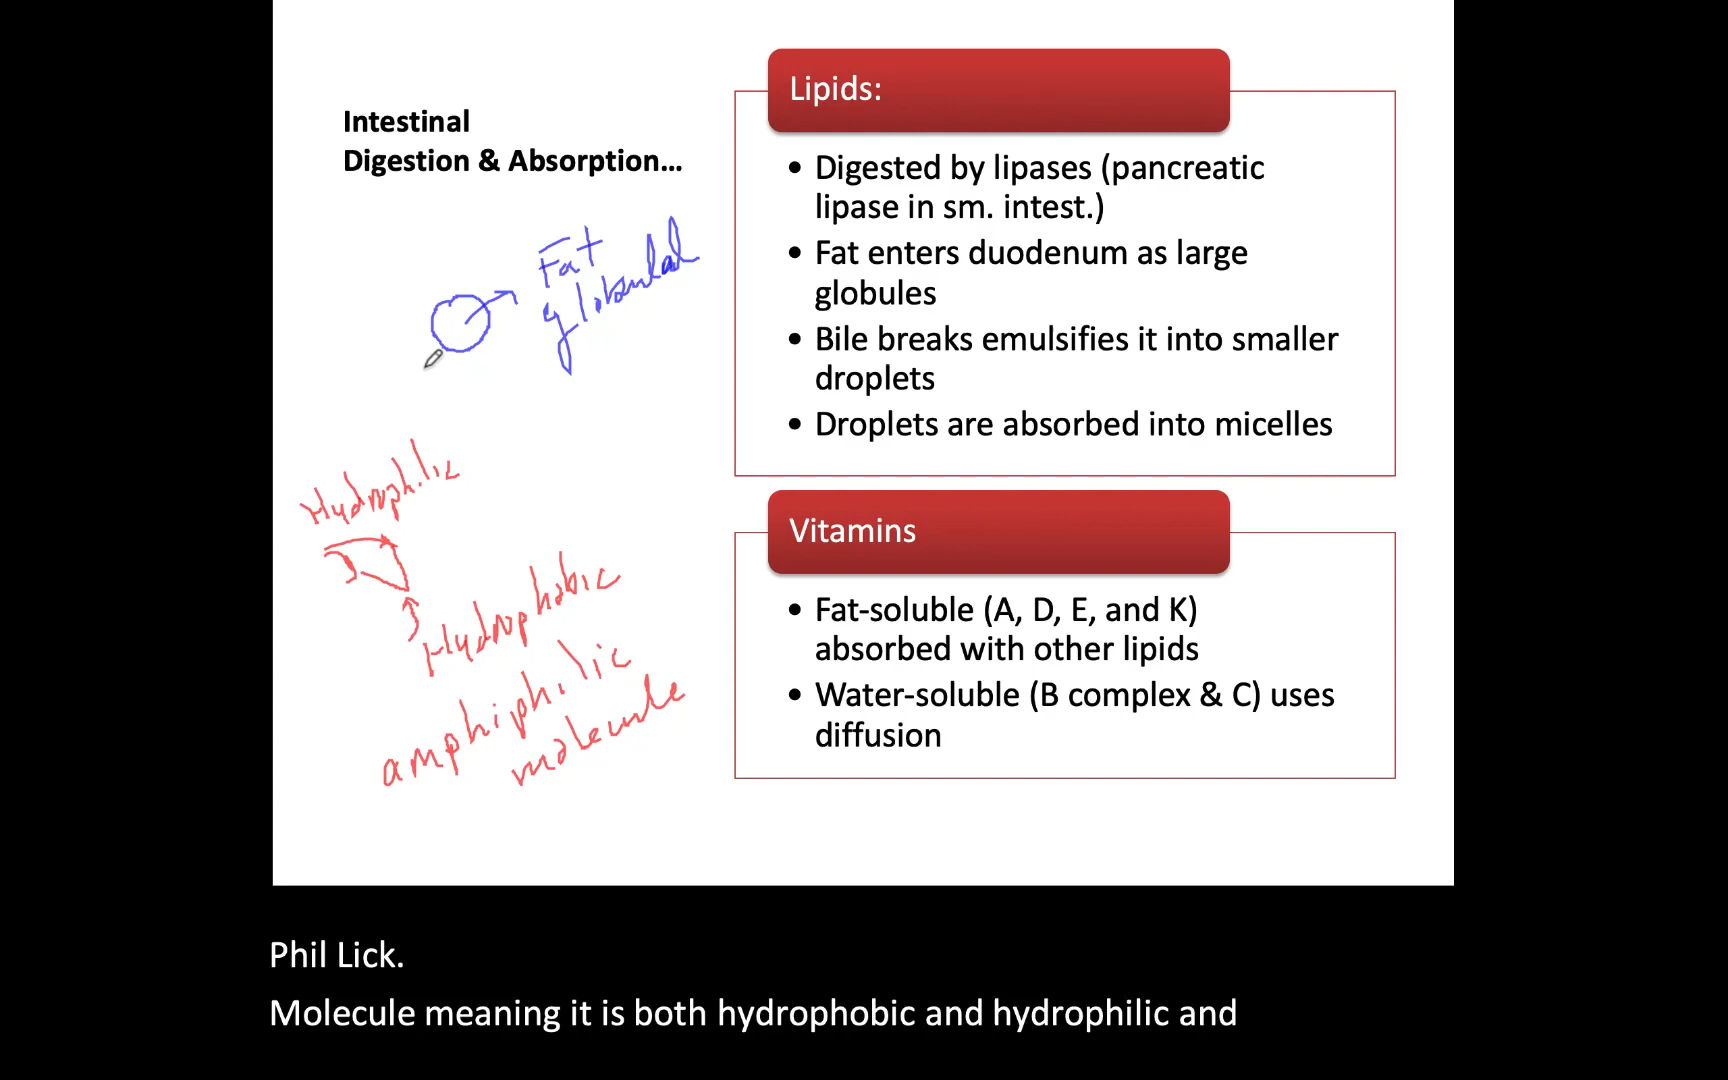 Intestinal
Digestion & Absorption...
Fat
Hydrophilic
Hydrophobic
amphiphilic
molecule
Lipids:
• Digested by lipases (pancreatic
lipase in sm. intest.)
• Fat enters duodenum as large
globules
• Bile breaks emulsifies it into smaller
droplets
• Droplets are absorbed into micelles
Vitamins
• Fat-soluble (A, D, E, and K)
absorbed with other lipids
• Water-soluble (B complex & C) uses
diffusion
Phil Lick.
Molecule meaning it is both hydrophobic and hydrophilic and